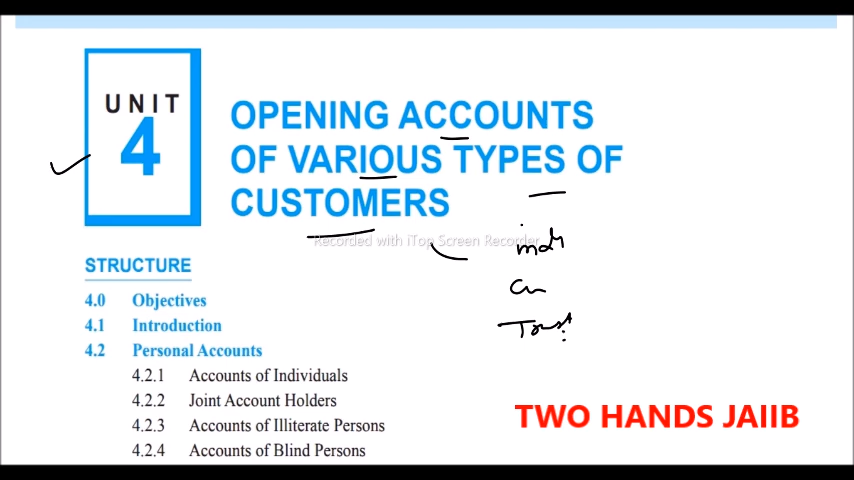 UNIT
4
OPENING ACCOUNTS
OF VARIOUS TYPES OF
CUSTOMERS
Recorded with iTop Screen Recorder
STRUCTURE
4.0 Objectives
4.1 Introduction
4.2 Personal Accounts
4.2.1 Accounts of Individuals
4.2.2 Joint Account Holders
4.2.3 Accounts of Illiterate Persons
4.2.4 Accounts of Blind Persons
Trust
TWO HANDS JAIIB